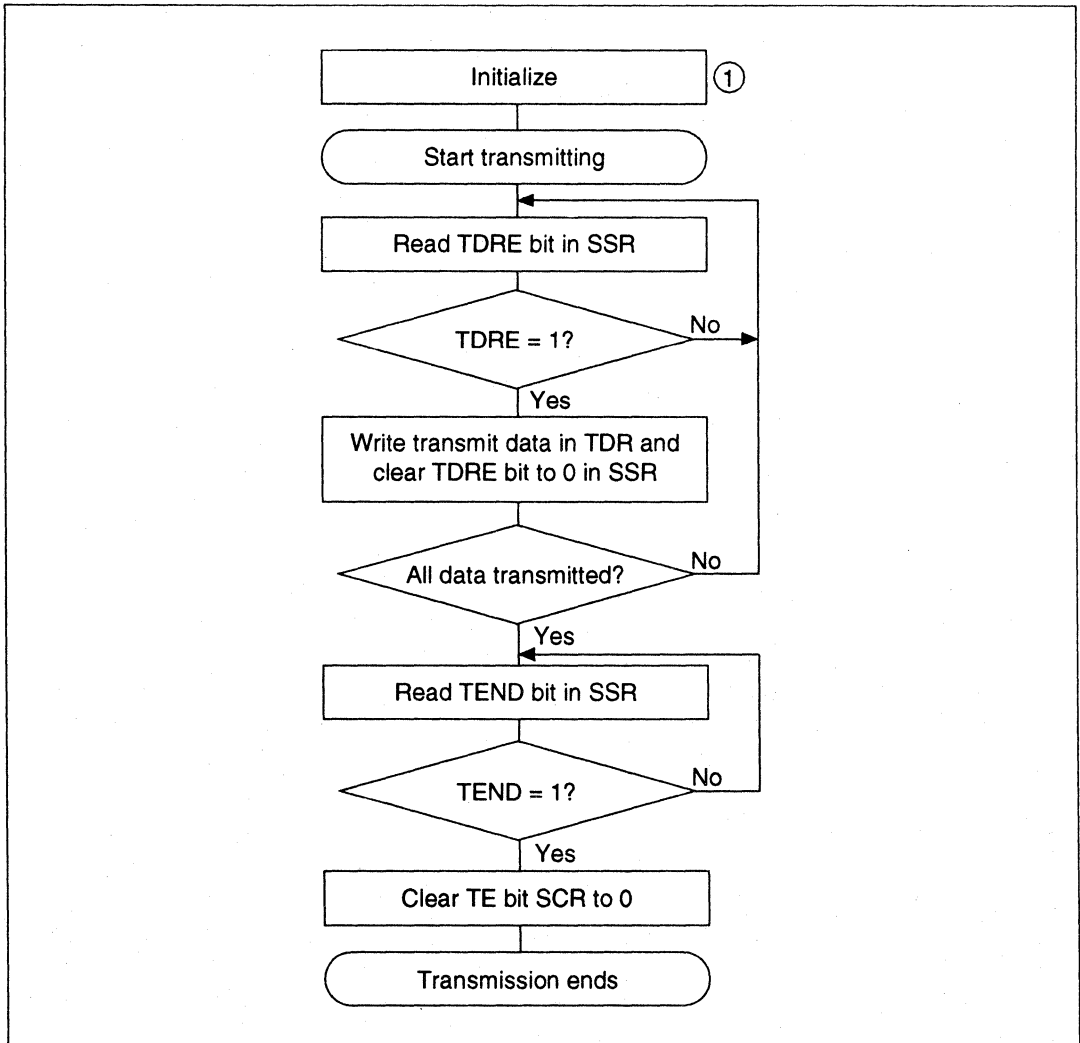 Initialize
①
Start transmitting
Read TDRE bit in SSR
TDRE = 1?
No
Yes
Write transmit data in TDR and
clear TDRE bit to 0 in SSR
All data transmitted?
No
Yes
Read TEND bit in SSR
TEND = 1?
No
Yes
Clear TE bit SCR to 0
Transmission ends